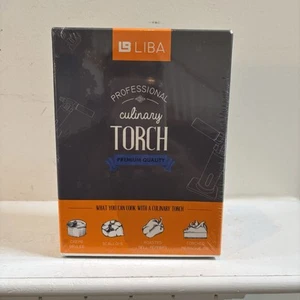 LIBA
PROFESSIONAL
culinary
TORCH
PREMIUM QUALITY
WHAT YOU CAN COOK WITH A CULINARY TORCH